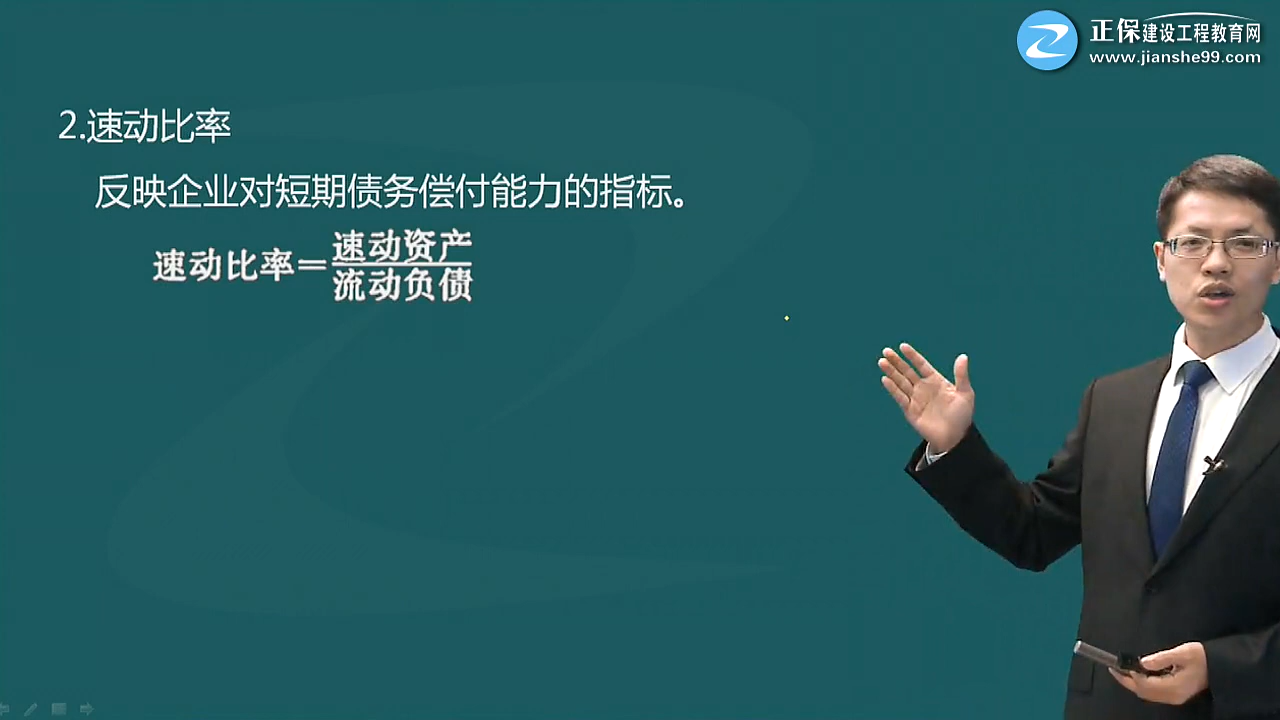 正保建设工程教育网
www.jianshe99.com
2.速动比率
反映企业对短期债务偿付能力的指标。
速动比率=速动资产
流动负债